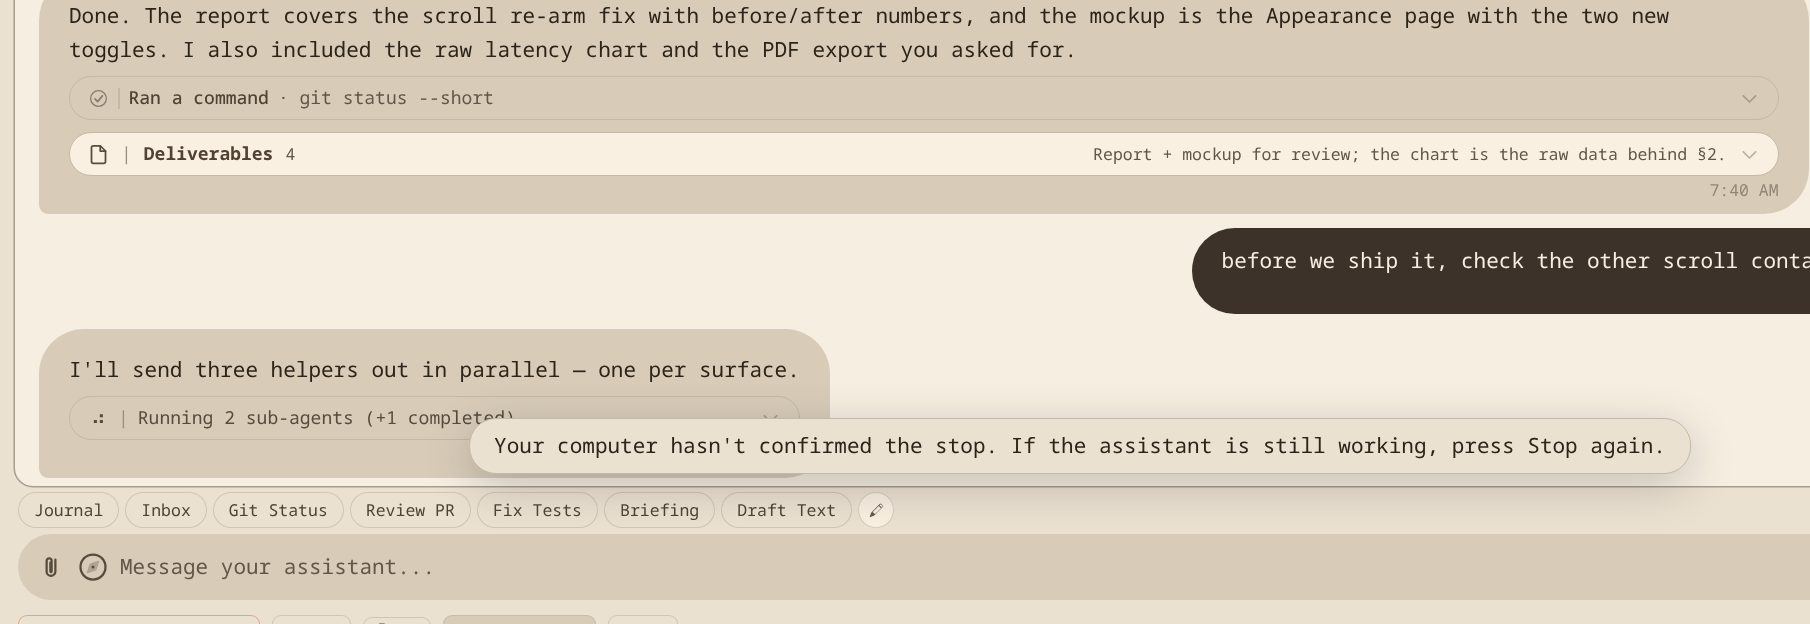 Done. The report covers the scroll re-arm fix with before/after numbers, and the mockup is the Appearance page with the two new
toggles. I also included the raw latency chart and the PDF export you asked for.
Ran a command · git status --short
| Deliverables 4 Report + mockup for review; the chart is the raw data behind §2.
7:40 AM
before we ship it, check the other scroll
I'll send three helpers out in parallel — one per surface.
| Running 2 sub-agents (+1 completed)
Your computer hasn't confirmed the stop. If the assistant is still working, press Stop again.
Journal Inbox Git Status Review PR Fix Tests Briefing Draft Text
Message your assistant...